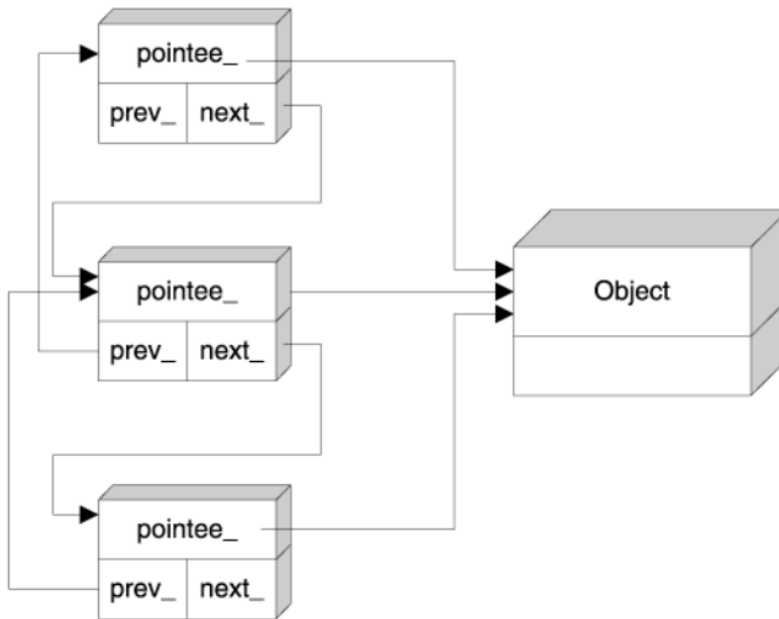 pointee_
prev_ next_
pointee_
prev_ next_
Object
pointee_
prev_ next_